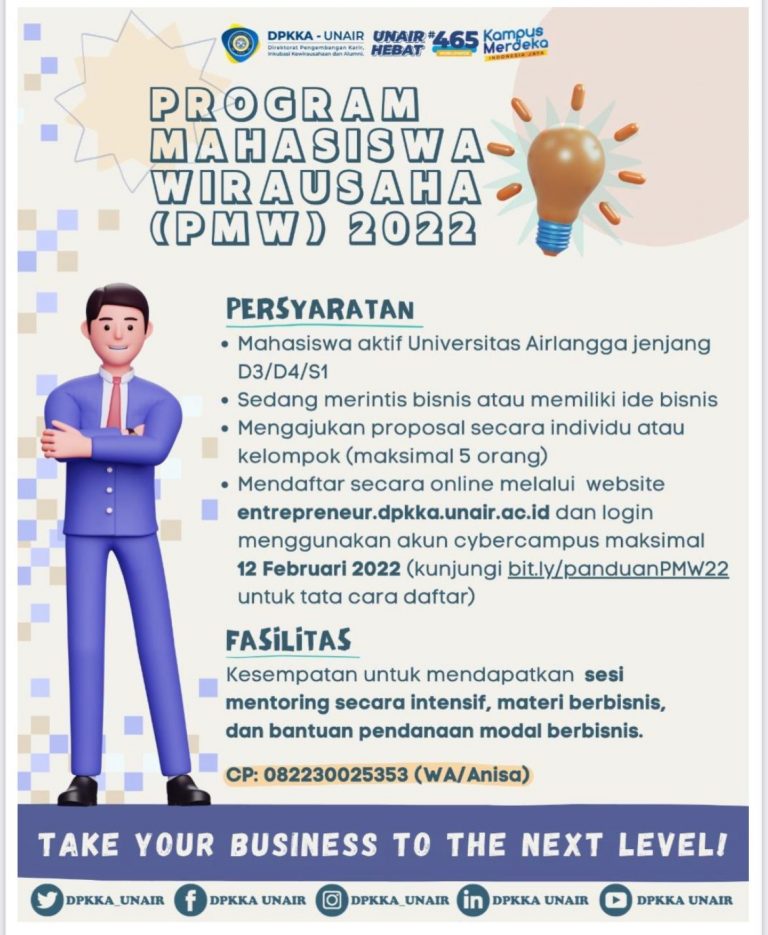 DPKKA - UNAIR
Direktorat Pengembangan Karir,
Inkubasi Kewirausahaan dan Alumni.
UNAIR
HEBAT
#465
Kampus
Merdeka
INDONESIA JAYA
PROGRAM
MAHASISWA
WIRAUSAHA
(PMW) 2022
PERSYARATAN
• Mahasiswa aktif Universitas Airlangga jenjang
D3/D4/S1
• Sedang merintis bisnis atau memiliki ide bisnis
• Mengajukan proposal secara individu atau
kelompok (maksimal 5 orang)
• Mendaftar secara online melalui website
entrepreneur.dpkka.unair.ac.id dan login
menggunakan akun cybercampus maksimal
12 Februari 2022 (kunjungi bit.ly/panduanPMW22
untuk tata cara daftar)
FASILITAS
Kesempatan untuk mendapatkan sesi
mentoring secara intensif, materi berbisnis,
dan bantuan pendanaan modal berbisnis.
CP: 082230025353 (WA/Anisa)
TAKE YOUR BUSINESS TO THE NEXT LEVEL!
DPKKA_UNAIR
DPKKA UNAIR
DPKKA_UNAIR
DPKKA UNAIR
DPKKA UNAIR